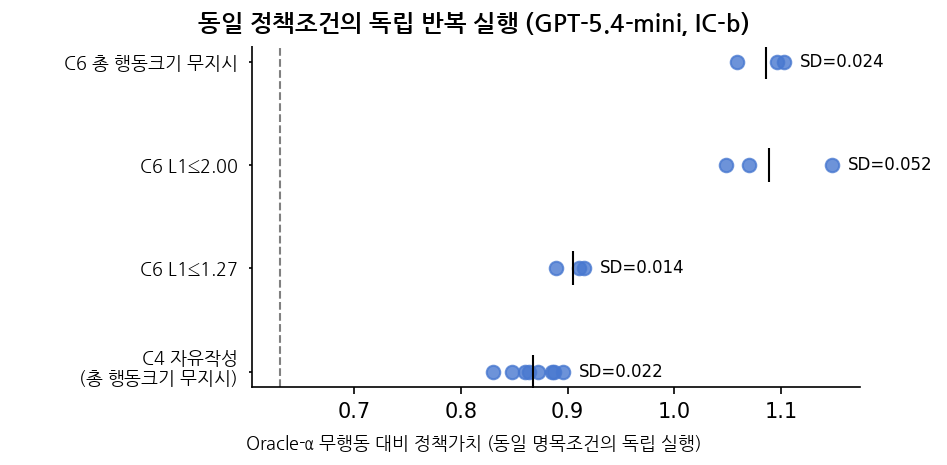 동일 정책조건의 독립 반복 실행 (GPT-5.4-mini, IC-b)
C6 총 행동크기 무지시
SD=0.024
C6 L1≤2.00
SD=0.052
C6 L1≤1.27
SD=0.014
C4 자유작성
(총 행동크기 무지시)
SD=0.022
0.7 0.8 0.9 1.0 1.1
Oracle-α 무행동 대비 정책가치 (동일 명목조건의 독립 실행)